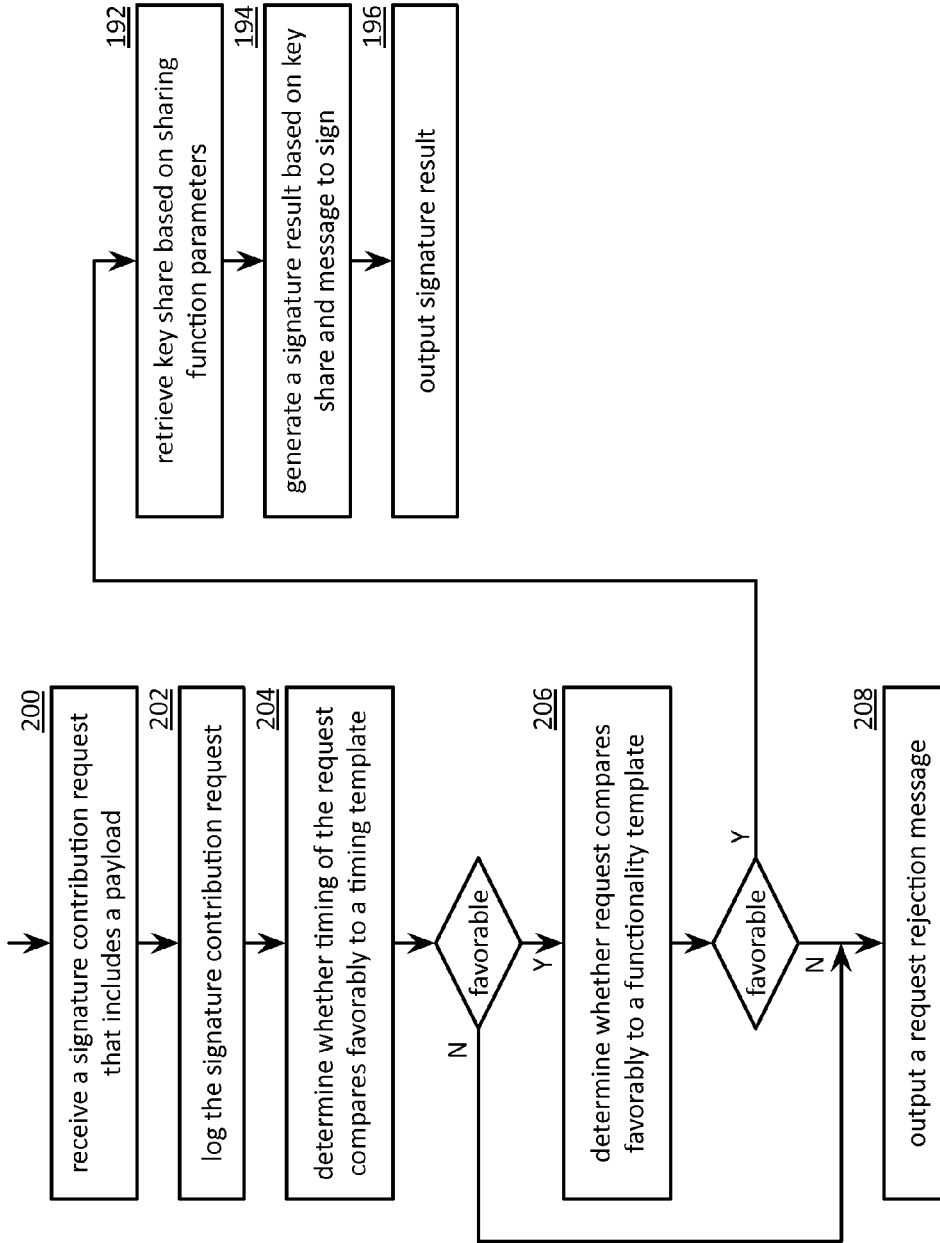 200
receive a signature contribution request
that includes a payload
202
log the signature contribution request
204
determine whether timing of the request
compares favorably to a timing template
favorable
N
Y
206
determine whether request compares
favorably to a functionality template
favorable
Y
N
208
output a request rejection message
192
retrieve key share based on sharing
function parameters
194
generate a signature result based on key
share and message to sign
196
output signature result